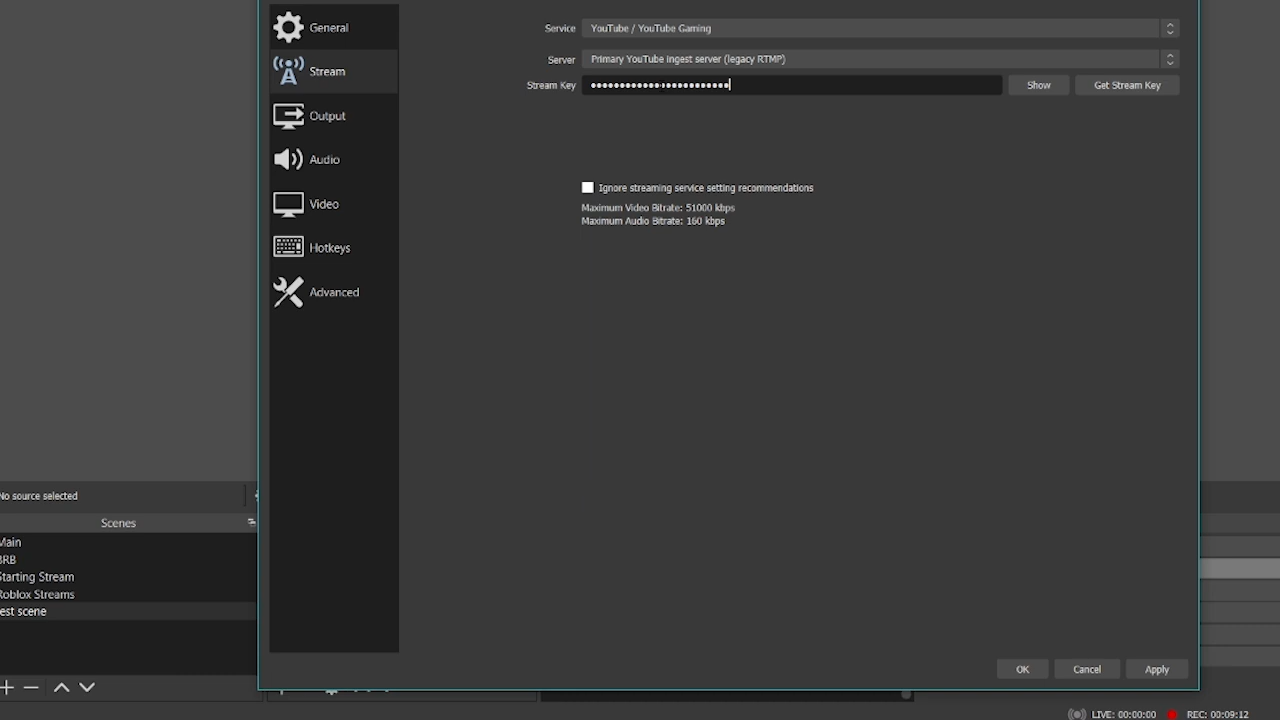 General
Stream
Output
Audio
Video
Hotkeys
Advanced
Service YouTube / YouTube Gaming
Server Primary YouTube ingest server (legacy RTMP)
Stream Key •••••••••••••••••••••••• Show Get Stream Key
Ignore streaming service setting recommendations
Maximum Video Bitrate: 51000 kbps
Maximum Audio Bitrate: 160 kbps
No source selected
Scenes
Main
BRB
Starting Stream
Roblox Streams
est scene
OK Cancel Apply
LIVE: 00:00:00 REC: 00:09:12